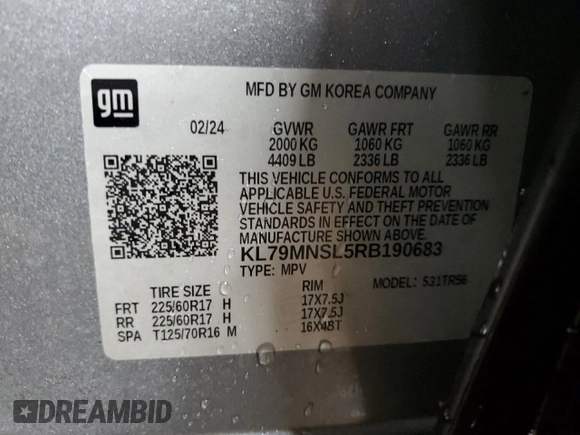 gm
MFD BY GM KOREA COMPANY
02/24 GVWR GAWR FRT GAWR RR
2000 KG 1060 KG 1060 KG
4409 LB 2336 LB 2336 LB
THIS VEHICLE CONFORMS TO ALL
APPLICABLE U.S. FEDERAL MOTOR
VEHICLE SAFETY AND THEFT PREVENTION
STANDARDS IN EFFECT ON THE DATE OF
MANUFACTURE SHOWN ABOVE.
KL79MNSL5RB190683
TYPE: MPV MODEL: 531TR56
TIRE SIZE RIM
FRT 225/60R17 H 17X7.5J
RR 225/60R17 H 17X7.5J
SPA T125/70R16 M 16X4BT
DREAMBID